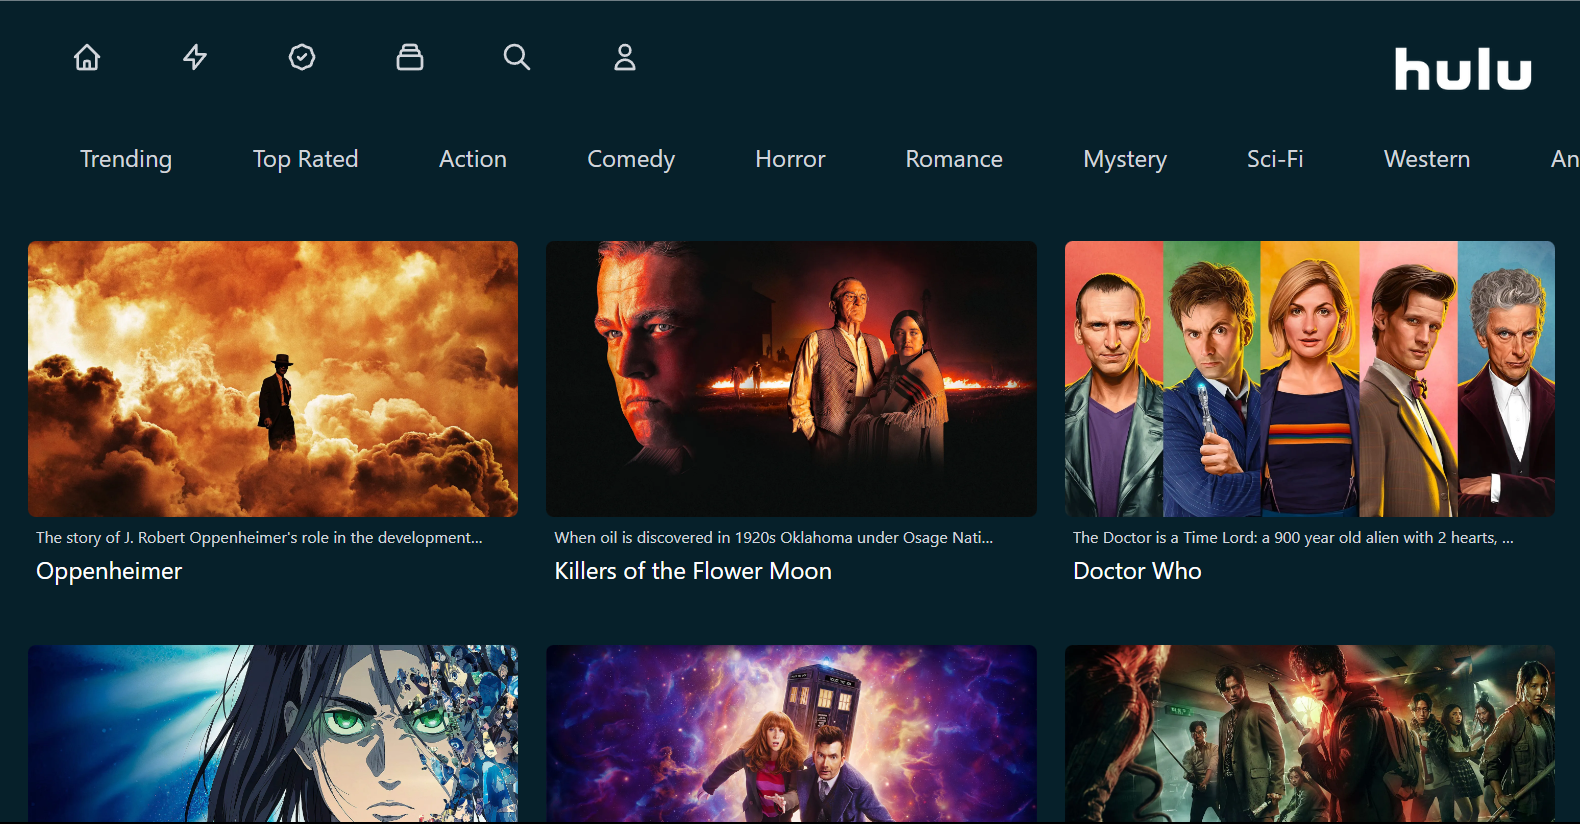 hulu
Trending Top Rated Action Comedy Horror Romance Mystery Sci-Fi Western An
The story of J. Robert Oppenheimer's role in the development...
Oppenheimer
When oil is discovered in 1920s Oklahoma under Osage Nati...
Killers of the Flower Moon
The Doctor is a Time Lord: a 900 year old alien with 2 hearts, ...
Doctor Who